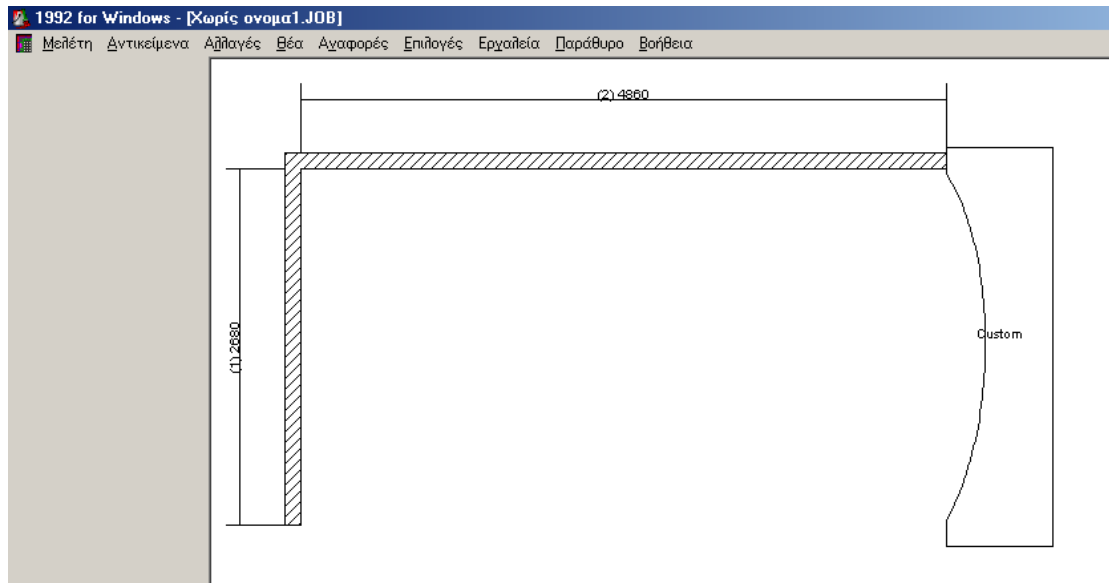 1992 for Windows - [Χωρίς ονομα1.JOB]
Μελέτη Αντικείμενα Αλλαγές Θέα Αναφορές Επιλογές Εργαλεία Παράθυρο Βοήθεια
(2) 4860
(1) 2680
Custom